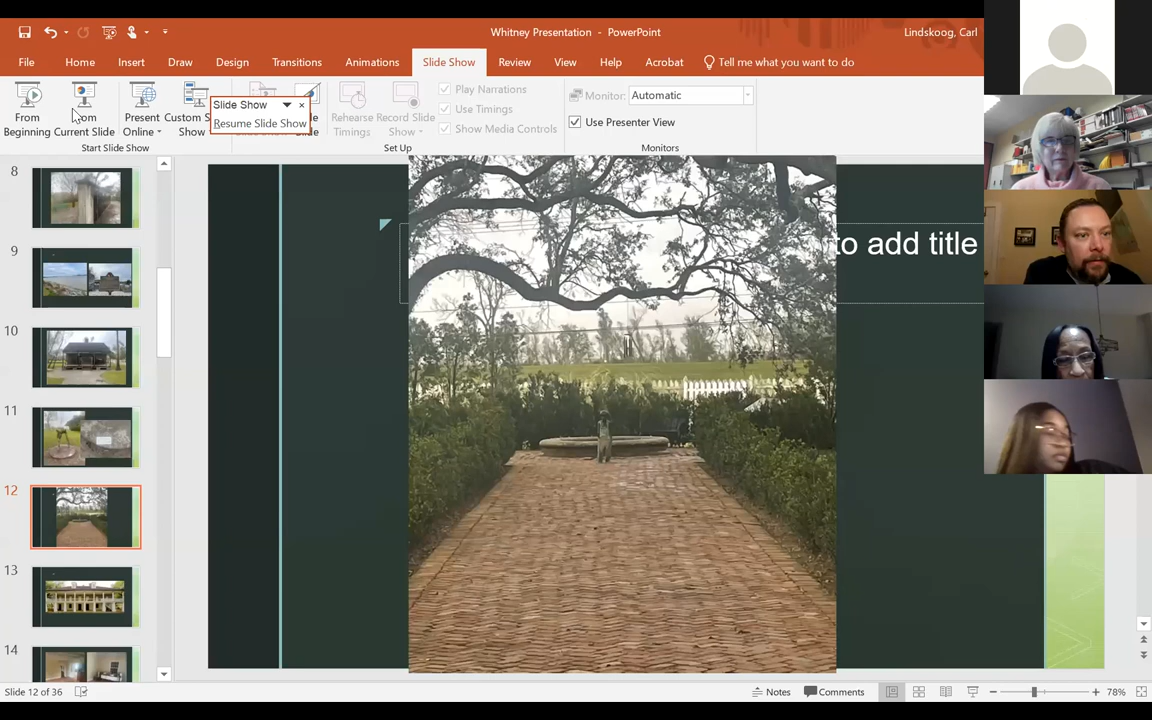 Whitney Presentation - PowerPoint
Lindskoog, Carl
File Home Insert Draw Design Transitions Animations Slide Show Review View Help Acrobat Tell me what you want to do
From Beginning
Current Slide
Present Online
Custom
Show
Slide Show
Resume Slide Show
Rehearse Timings
Record Slide Show
Play Narrations
Use Timings
Show Media Controls
Monitor: Automatic
Use Presenter View
Start Slide Show
Set Up
Monitors
8
9
10
11
12
13
14
to add title
Slide 12 of 36
Notes
Comments
78%